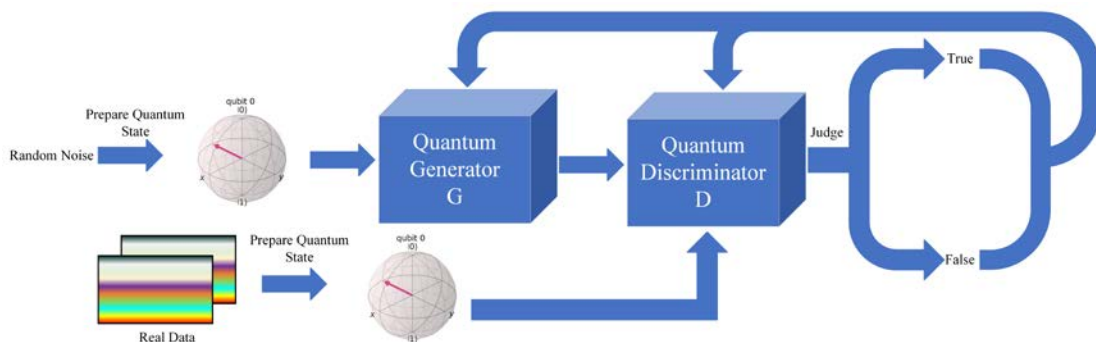 Prepare Quantum
State
Random Noise
qubit 0
|0⟩
x
y
|1⟩
Quantum
Generator
G
Quantum
Discriminator
D
Judge
True
False
Prepare Quantum
State
qubit 0
|0⟩
x
y
|1⟩
Real Data